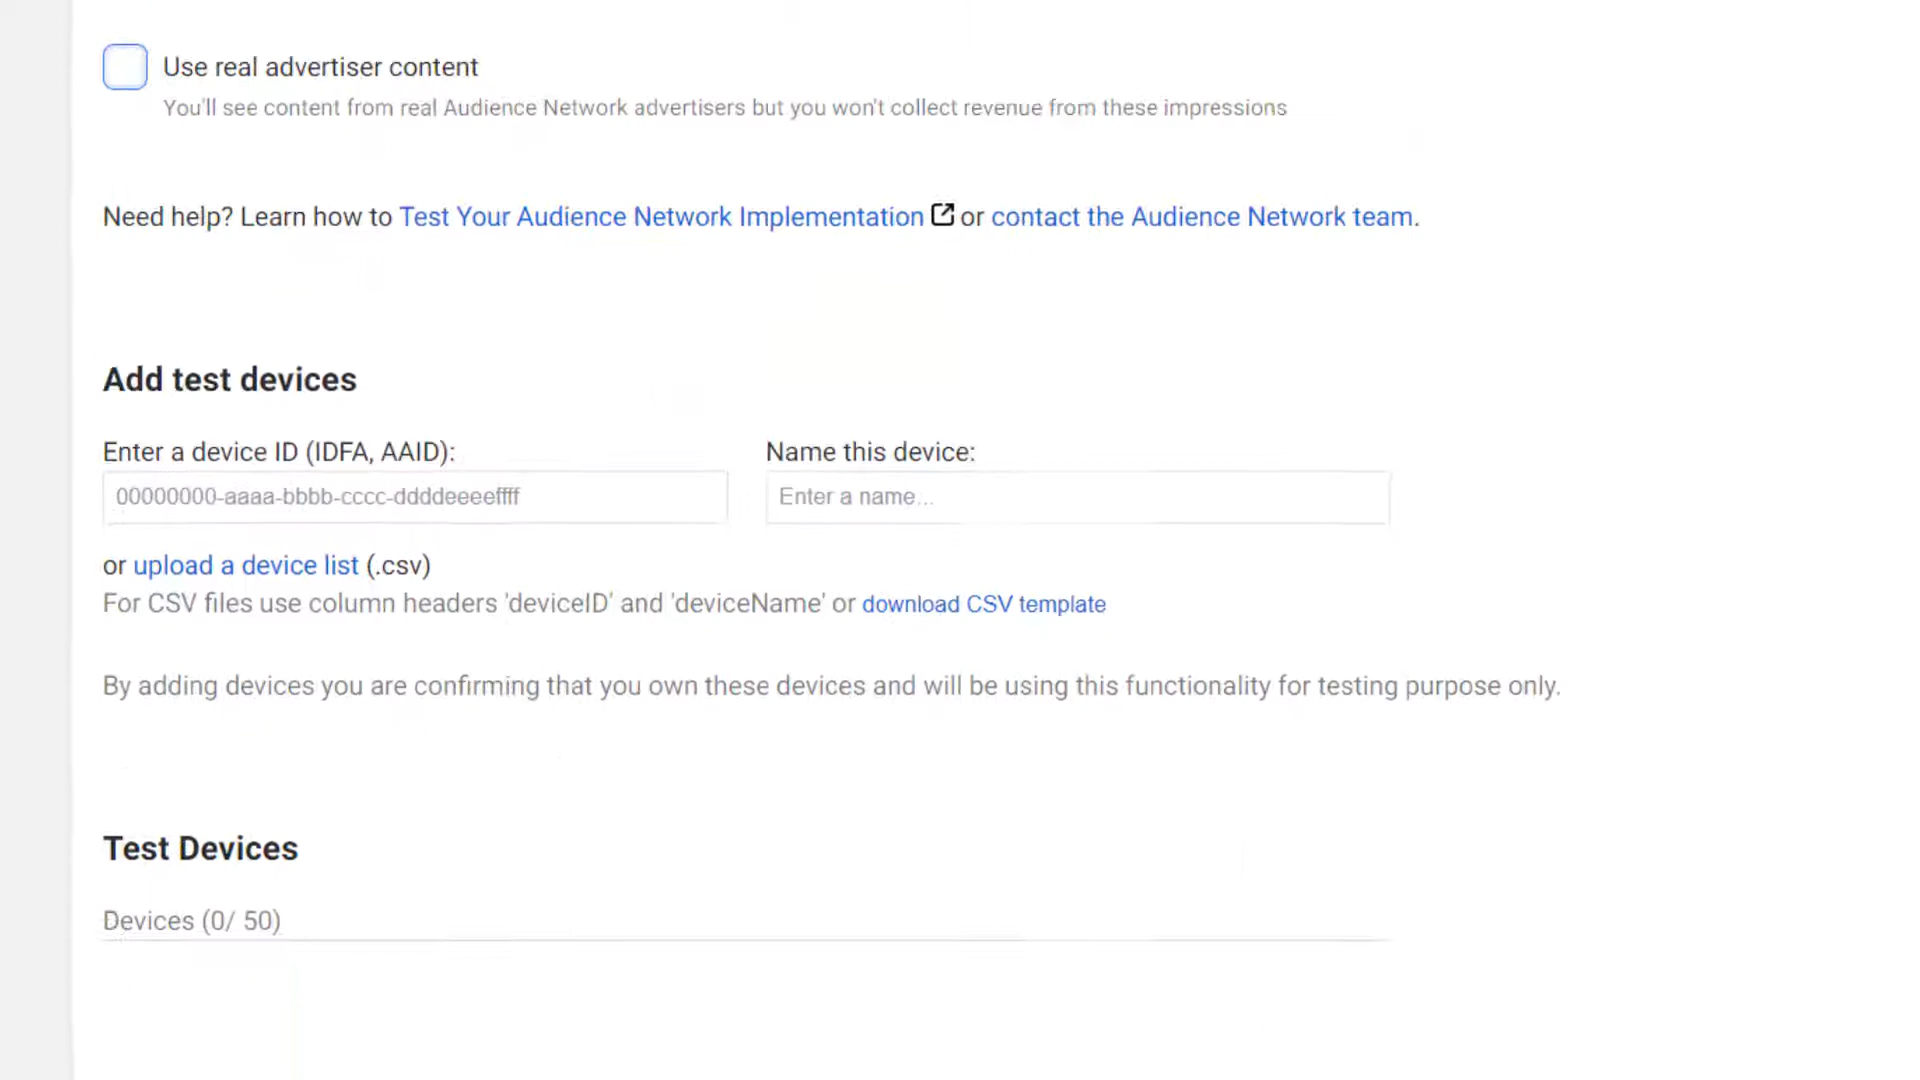 Use real advertiser content
You'll see content from real Audience Network advertisers but you won't collect revenue from these impressions
Need help? Learn how to Test Your Audience Network Implementation or contact the Audience Network team.
Add test devices
Enter a device ID (IDFA, AAID):
00000000-aaaa-bbbb-cccc-ddddeeeeffff
Name this device:
Enter a name...
or upload a device list (.csv)
For CSV files use column headers 'deviceID' and 'deviceName' or download CSV template
By adding devices you are confirming that you own these devices and will be using this functionality for testing purpose only.
Test Devices
Devices (0/ 50)